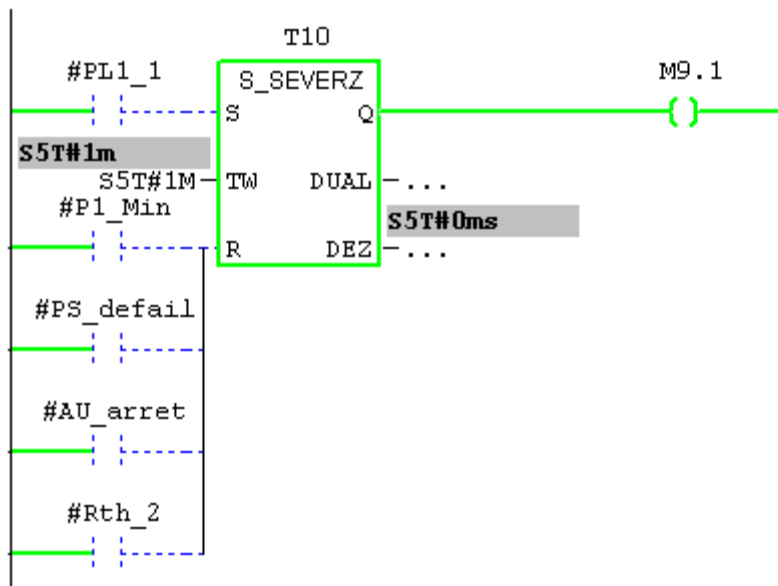 T10
#PL1_1
S_SEVERZ
M9.1
S
Q
S5T#1m
S5T#1M
TW
DUAL
...
#P1_Min
S5T#0ms
R
DEZ
...
#PS_defail
#AU_arret
#Rth_2